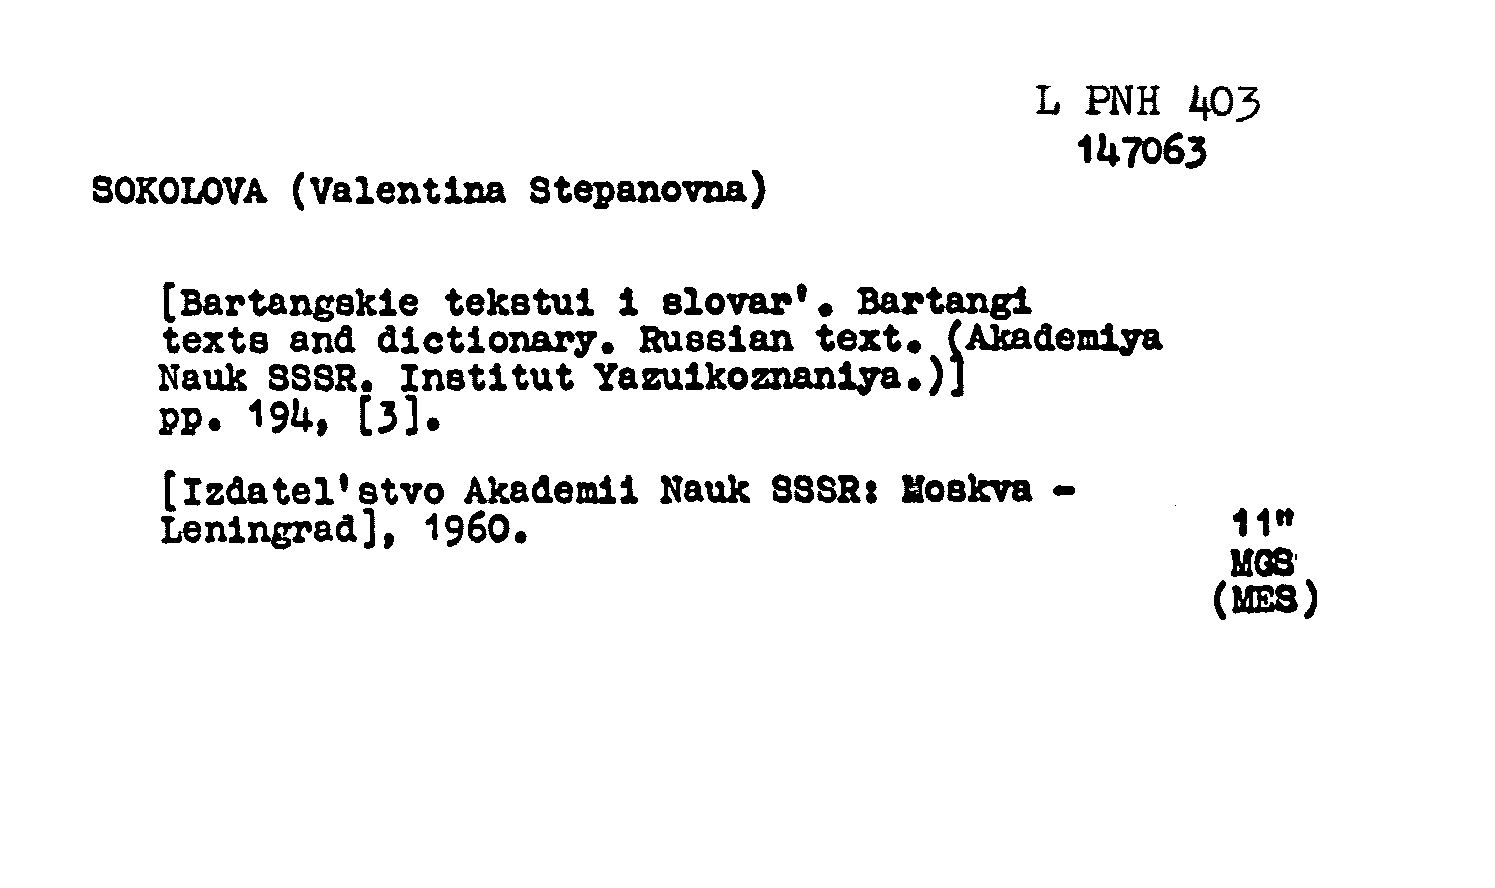 L PNH 403
147063
SOKOLOVA (Valentina Stepanovna)
[Bartangskie tekstui i slovar'. Bartangi
texts and dictionary. Russian text. (Akademiya
Nauk SSSR. Institut Yazuikoznaniya.)]
pp. 194, [3].
[Izdatel'stvo Akademii Nauk SSSR: Moskva -
Leningrad], 1960.
11"
MGS
(MES)